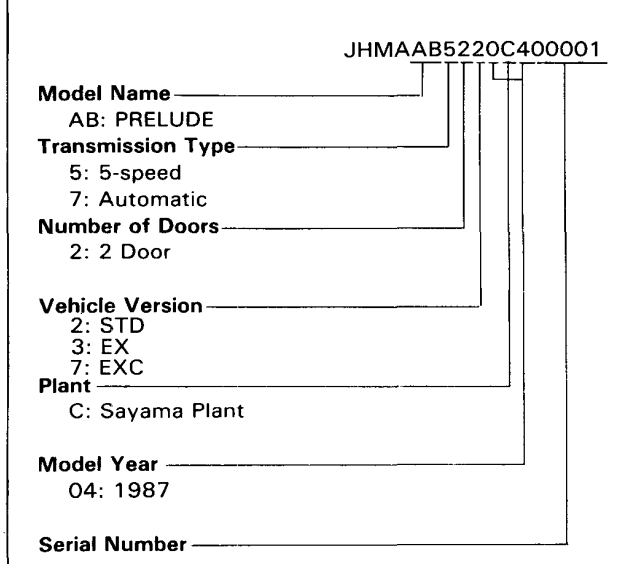 JHMAAB5220C400001
Model Name
AB: PRELUDE
Transmission Type
5: 5-speed
7: Automatic
Number of Doors
2: 2 Door
Vehicle Version
2: STD
3: EX
7: EXC
Plant
C: Sayama Plant
Model Year
04: 1987
Serial Number